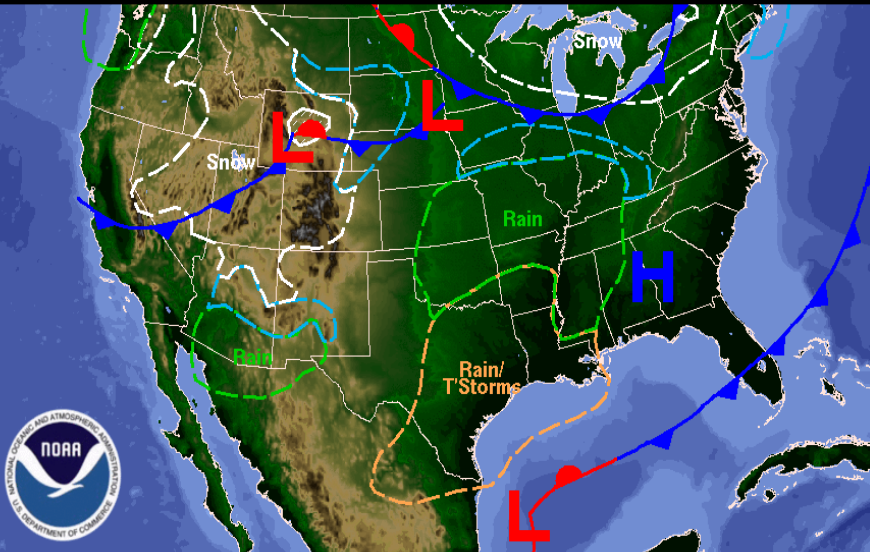 Snow
L
L
Snow
Rain
H
Rain
Rain/
T'Storms
L
NATIONAL OCEANIC AND ATMOSPHERIC ADMINISTRATION
NOAA
U.S. DEPARTMENT OF COMMERCE